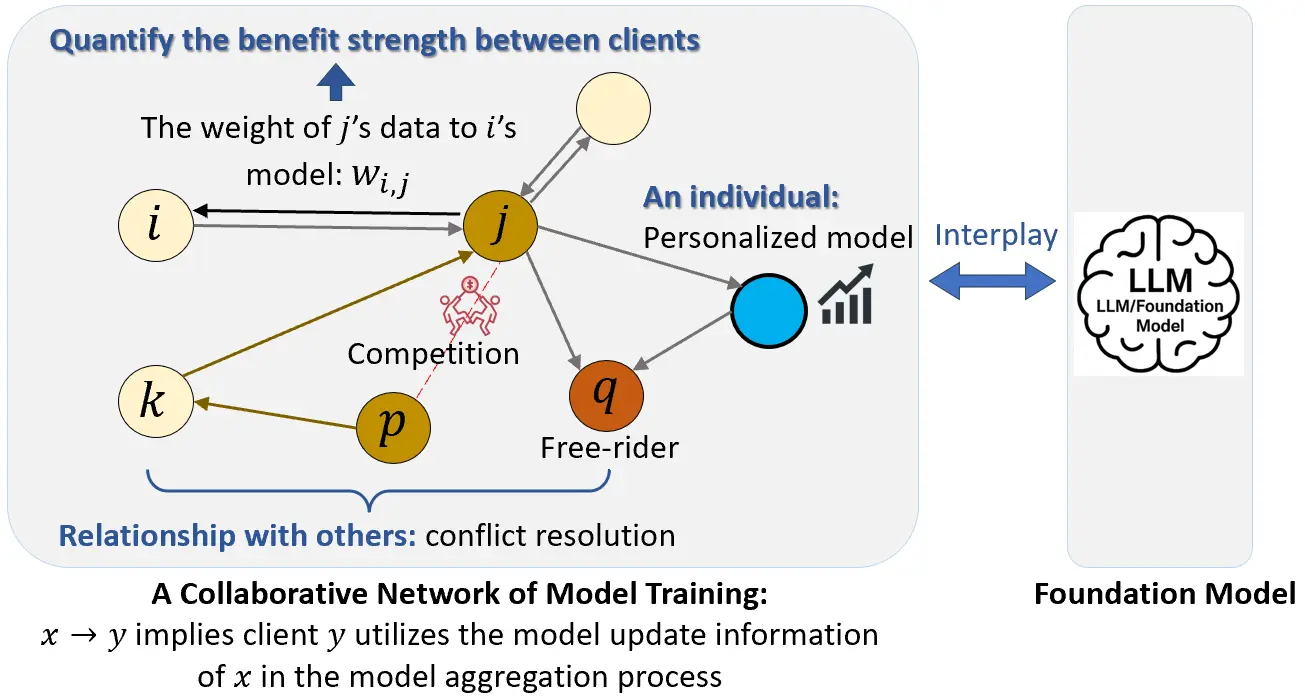 Quantify the benefit strength between clients
The weight of j's data to i's
model: w_{i,j}
i
j
An individual:
Personalized model
Interplay
LLM
LLM/Foundation
Model
Competition
k
p
q
Free-rider
Relationship with others: conflict resolution
A Collaborative Network of Model Training:
x → y implies client y utilizes the model update information
of x in the model aggregation process
Foundation Model